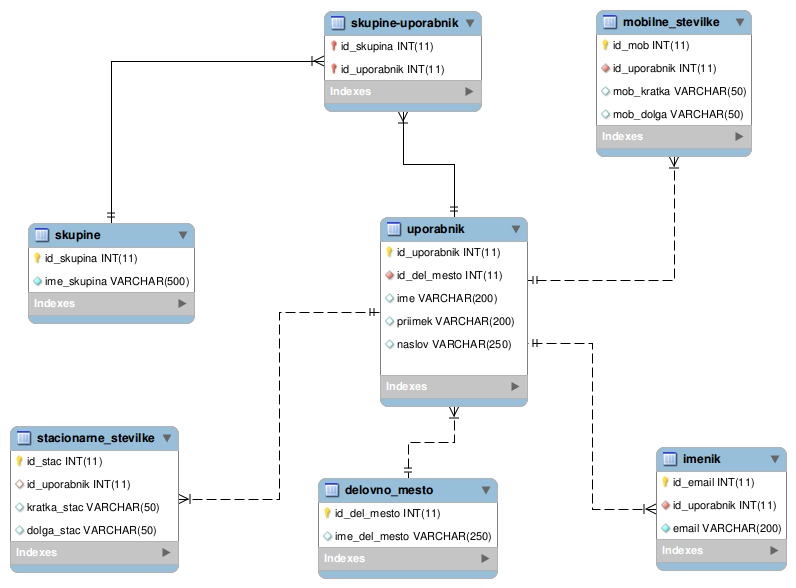 skupine-uporabnik
id_skupina INT(11)
id_uporabnik INT(11)
Indexes
mobilne_stevilke
id_mob INT(11)
id_uporabnik INT(11)
mob_kratka VARCHAR(50)
mob_dolga VARCHAR(50)
Indexes
skupine
id_skupina INT(11)
ime_skupina VARCHAR(500)
Indexes
uporabnik
id_uporabnik INT(11)
id_del_mesto INT(11)
ime VARCHAR(200)
priimek VARCHAR(200)
naslov VARCHAR(250)
Indexes
stacionarne_stevilke
id_stac INT(11)
id_uporabnik INT(11)
kratka_stac VARCHAR(50)
dolga_stac VARCHAR(50)
Indexes
delovno_mesto
id_del_mesto INT(11)
ime_del_mesto VARCHAR(250)
Indexes
imenik
id_email INT(11)
id_uporabnik INT(11)
email VARCHAR(200)
Indexes